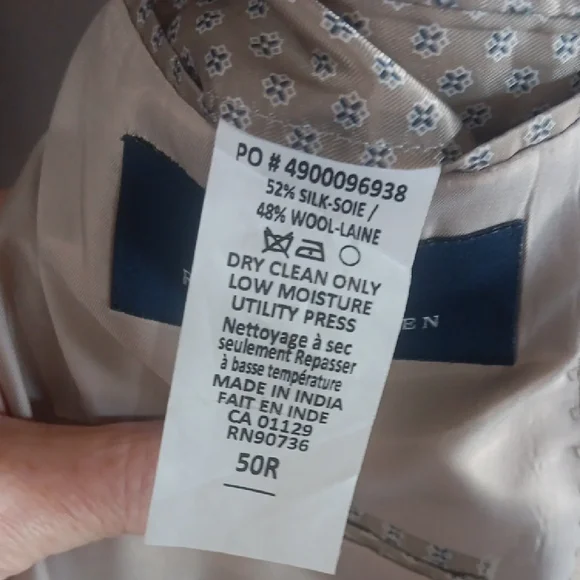 PO # 4900096938
52% SILK-SOIE /
48% WOOL-LAINE
DRY CLEAN ONLY
LOW MOISTURE
UTILITY PRESS
Nettoyage à sec
seulement Repasser
à basse température
MADE IN INDIA
FAIT EN INDE
CA 01129
RN90736
50R